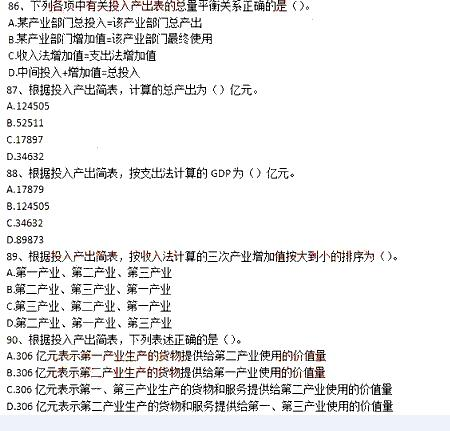 86、下列各项中有关投入产出表的总量平衡关系正确的是（）。
A.某产业部门总投入=该产业部门总产出
B.某产业部门增加值=该产业部门最终使用
C.收入法增加值=支出法增加值
D.中间投入+增加值=总投入
87、根据投入产出简表，计算的总产出为（）亿元。
A.124505
B.52511
C.17897
D.34632
88、根据投入产出简表，按支出法计算的 GDP 为（）亿元。
A.17879
B.124505
C.34632
D.89873
89、根据投入产出简表，按收入法计算的三次产业增加值按大到小的排序为（）。
A.第一产业、第二产业、第三产业
B.第二产业、第三产业、第一产业
C.第三产业、第二产业、第一产业
D.第二产业、第一产业、第三产业
90、根据投入产出简表，下列表述正确的是（）。
A.306 亿元表示第一产业生产的货物提供给第二产业使用的价值量
B.306 亿元表示第二产业生产的货物提供给第一产业使用的价值量
C.306 亿元表示第一、第三产业生产的货物和服务提供给第二产业使用的价值量
D.306 亿元表示第二产业生产的货物和服务提供给第一、第三产业使用的价值量